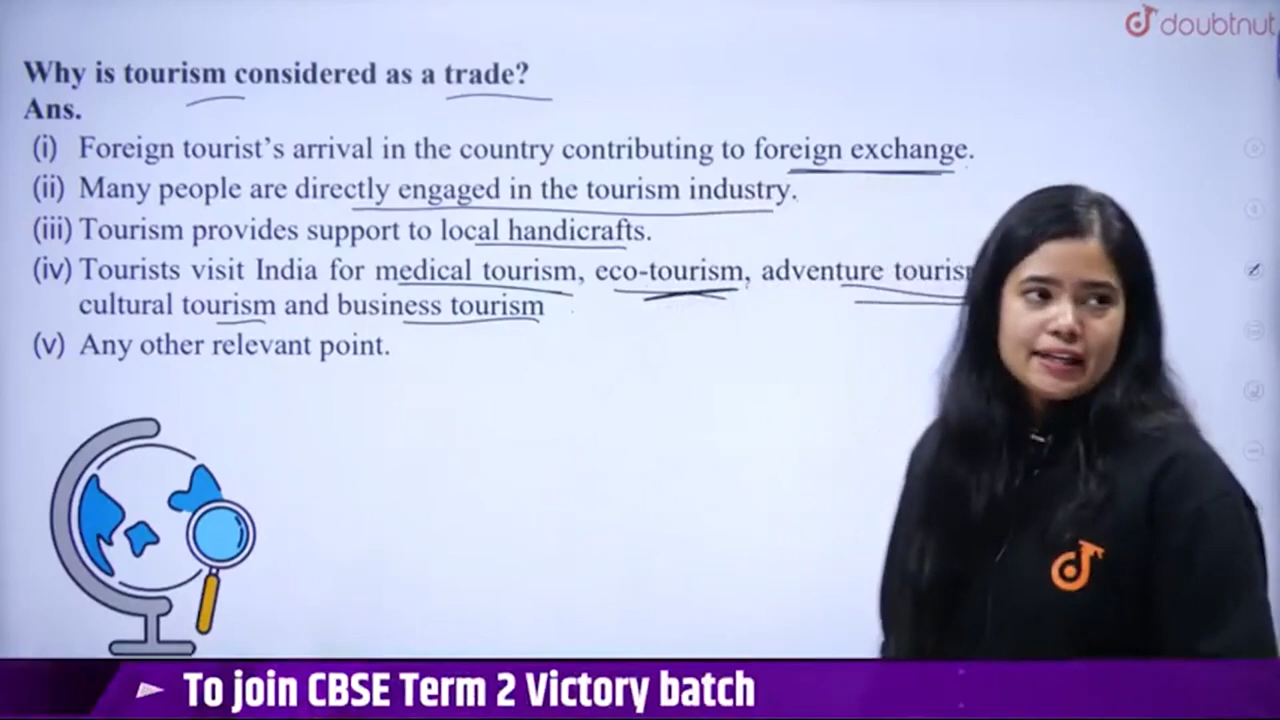 doubtnut
Why is tourism considered as a trade?
Ans.
(i) Foreign tourist's arrival in the country contributing to foreign exchange.
(ii) Many people are directly engaged in the tourism industry.
(iii) Tourism provides support to local handicrafts.
(iv) Tourists visit India for medical tourism, eco-tourism, adventure
cultural tourism and business tourism
(v) Any other relevant point.
To join CBSE Term 2 Victory batch